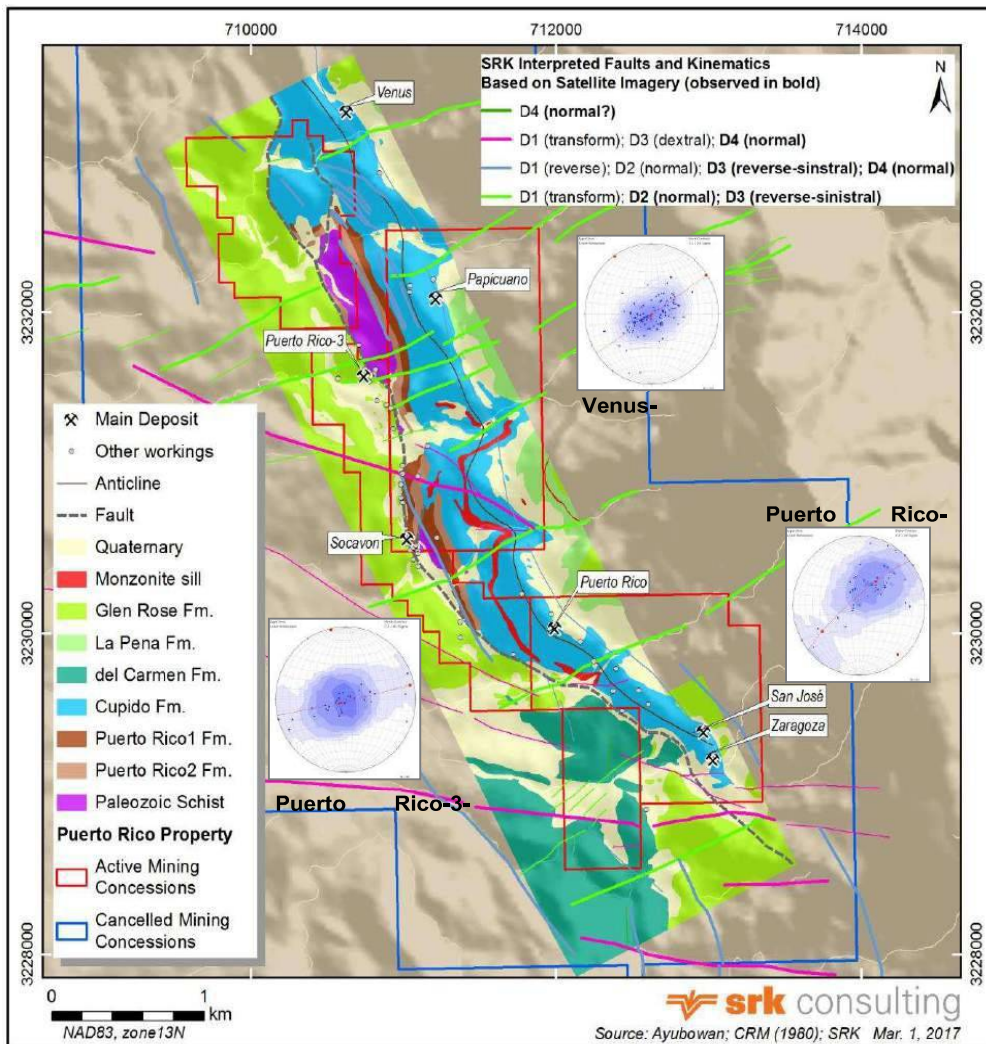 710000
712000
714000
SRK Interpreted Faults and Kinematics
Based on Satellite Imagery (observed in bold)
D4 (normal?)
D1 (transform); D3 (dextral); D4 (normal)
D1 (reverse); D2 (normal); D3 (reverse-sinstral); D4 (normal)
D1 (transform); D2 (normal); D3 (reverse-sinistral)
N
Venus
Papicuano
3232000
3232000
Puerto Rico-3
Venus-
Main Deposit
Other workings
Anticline
Fault
Quaternary
Monzonite sill
Glen Rose Fm.
La Pena Fm.
del Carmen Fm.
Cupido Fm.
Puerto Rico1 Fm.
Puerto Rico2 Fm.
Paleozoic Schist
Puerto Rico Property
Active Mining
Concessions
Cancelled Mining
Concessions
Puerto Rico-
Socavon
Puerto Rico
3230000
3230000
San José
Zaragoza
Puerto Rico-3-
3228000
3228000
0 1
km
NAD83, zone13N
srk consulting
Source: Ayubowan; CRM (1980); SRK Mar. 1, 2017